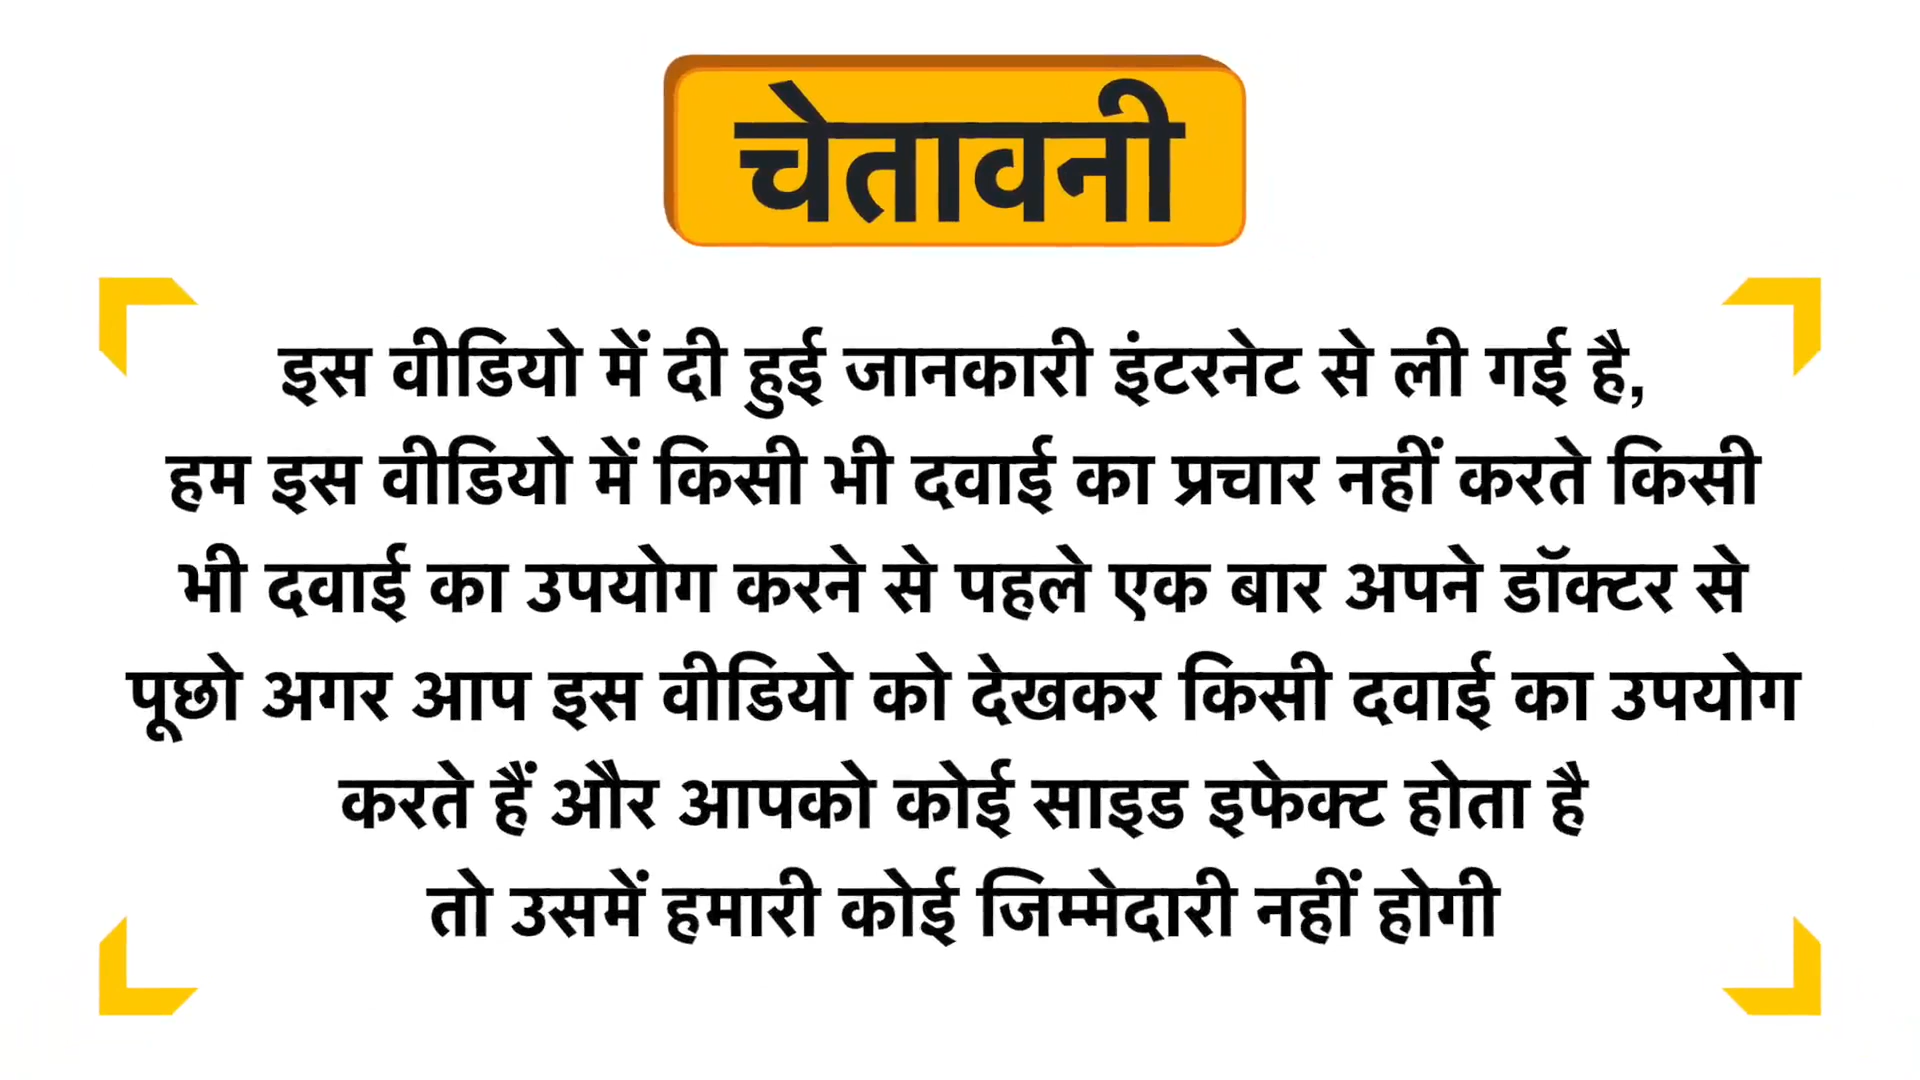 चेतावनी
इस वीडियो में दी हुई जानकारी इंटरनेट से ली गई है,
हम इस वीडियो में किसी भी दवाई का प्रचार नहीं करते किसी
भी दवाई का उपयोग करने से पहले एक बार अपने डॉक्टर से
पूछो अगर आप इस वीडियो को देखकर किसी दवाई का उपयोग
करते हैं और आपको कोई साइड इफेक्ट होता है
तो उसमें हमारी कोई जिम्मेदारी नहीं होगी